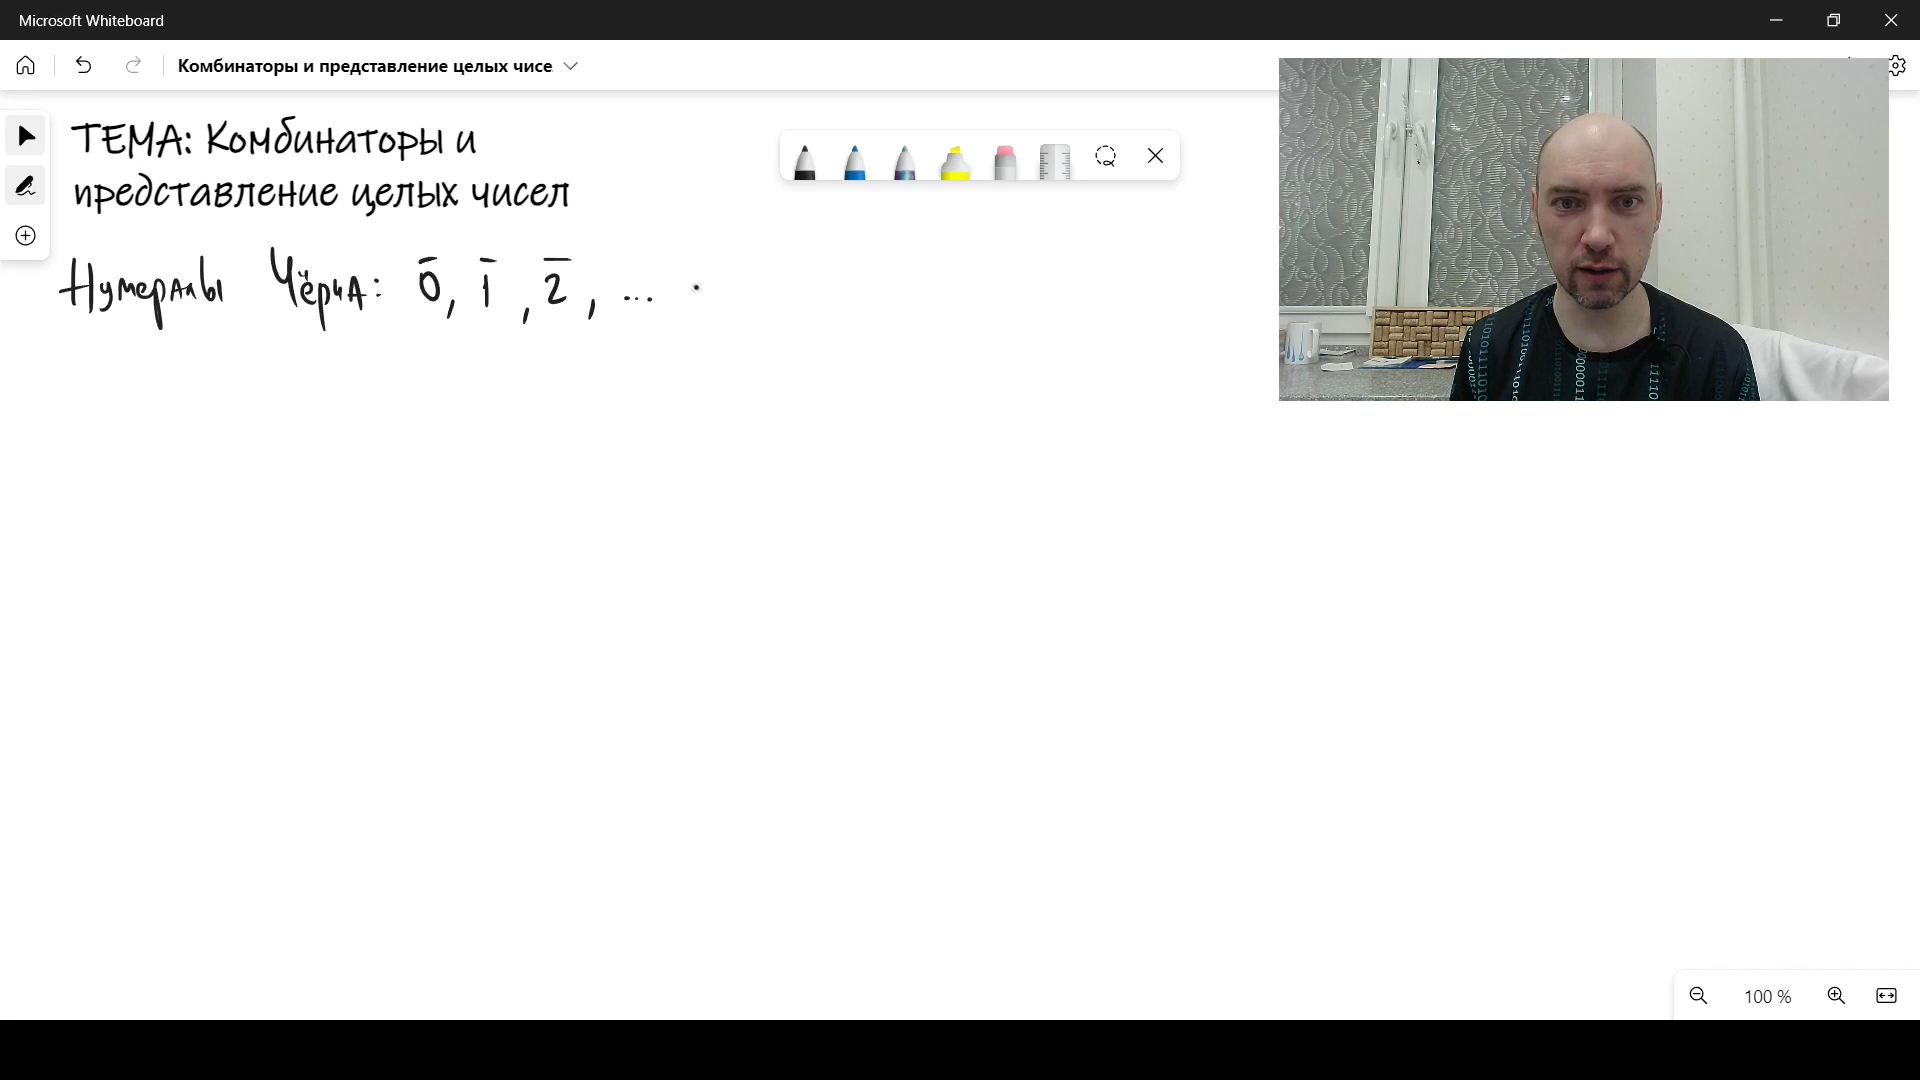 Microsoft Whiteboard
Комбинаторы и представление целых чисе
ТЕМА: Комбинаторы и
представление целых чисел
Нумералы Чёрча: 0̅, 1̅, 2̅, ...
100 %